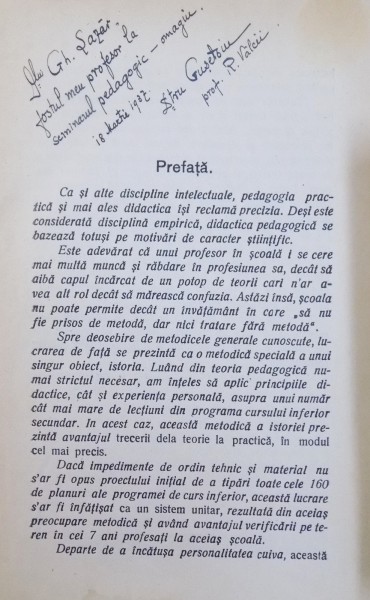 Dlui Gh. Lazăr
fostul meu profesor la
seminarul pedagogic - omagiu
18 Martie 1937
prof. R. Vâlcii
Prefață.
Ca și alte discipline intelectuale, pedagogia prac-
tică și mai ales didactica își reclamă precizia. Deși este
considerată disciplină empirică, didactica pedagogică se
bazează totuși pe motivări de caracter științific.
Este adevărat că unui profesor în școală i se cere
mai multă muncă și răbdare în profesiunea sa, decât să
aibă capul încărcat de un potop de teorii cari n'ar a-
vea alt rol decât să mărească confuzia. Astăzi însă, școala
nu poate permite decât un învățământ în care „să nu
fie prisos de metodă, dar nici tratare fără metodă“.
Spre deosebire de metodicele generale cunoscute, lu-
crarea de față se prezintă ca o metodică specială a unui
singur obiect, istoria. Luând din teoria pedagogică nu-
mai strictul necesar, am înțeles să aplic principiile di-
dactice, cât și experiența personală, asupra unui număr
cât mai mare de lecțiuni din programa cursului inferior
secundar. In acest caz, această metodică a istoriei pre-
zintă avantajul trecerii dela teorie la practică, în modul
cel mai precis.
Dacă impedimente de ordin tehnic și material nu
s'ar fi opus proectului inițial de a tipări toate cele 160
de planuri ale programei de curs inferior, această lucrare
s'ar fi înfățișat ca un sistem unitar, rezultată din aceiaș
preocupare metodică și având avantajul verificării pe te-
ren în cei 7 ani profesați la aceiaș școală.
Departe de a încătușa personalitatea cuiva, această